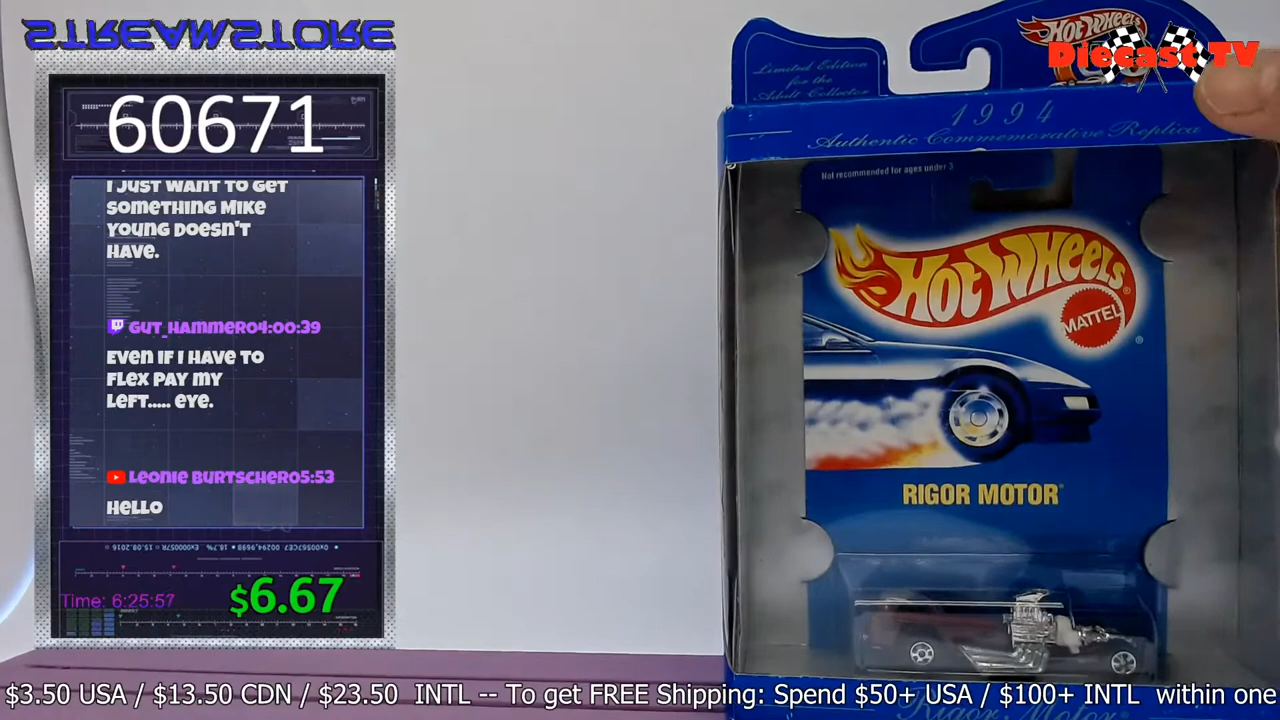 STREAMSTORE
60671
I just want to get
something Mike
Young doesn't
have.
Gut_Hammer04:00:39
Even if I have to
flex pay my
left..... eye.
Leonie Burtscher05:53
Hello
Time: 6:25:57
$6.67
Limited Edition
for the
Adult Collector
HOT WHEELS
Diecast TV
1994
Authentic Commemorative Replica
Not recommended for ages under 3
HOT WHEELS
MATTEL
RIGOR MOTOR
Rigor Motor
$3.50 USA / $13.50 CDN / $23.50 INTL -- To get FREE Shipping: Spend $50+ USA / $100+ INTL within one